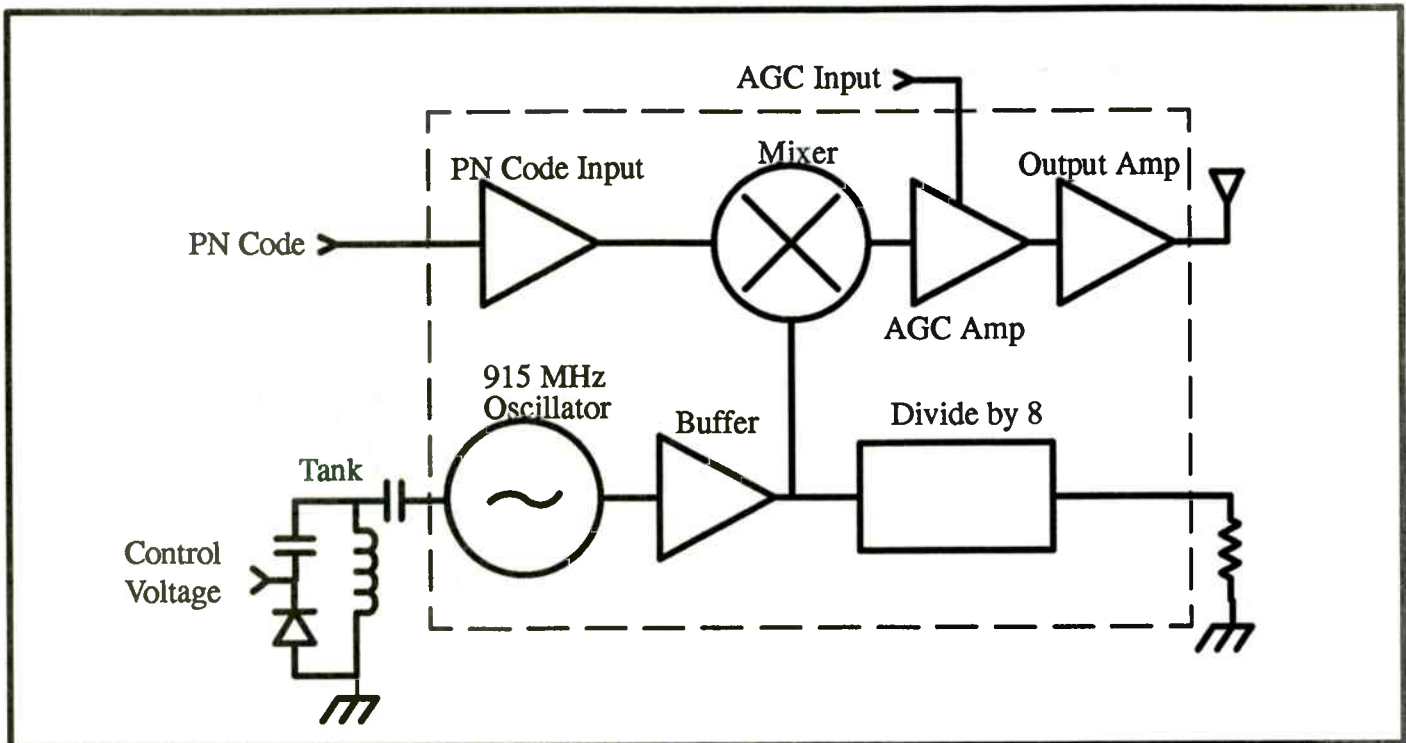 AGC Input
Mixer
PN Code Input
Output Amp
PN Code
AGC Amp
915 MHz
Oscillator
Buffer
Divide by 8
Tank
Control
Voltage